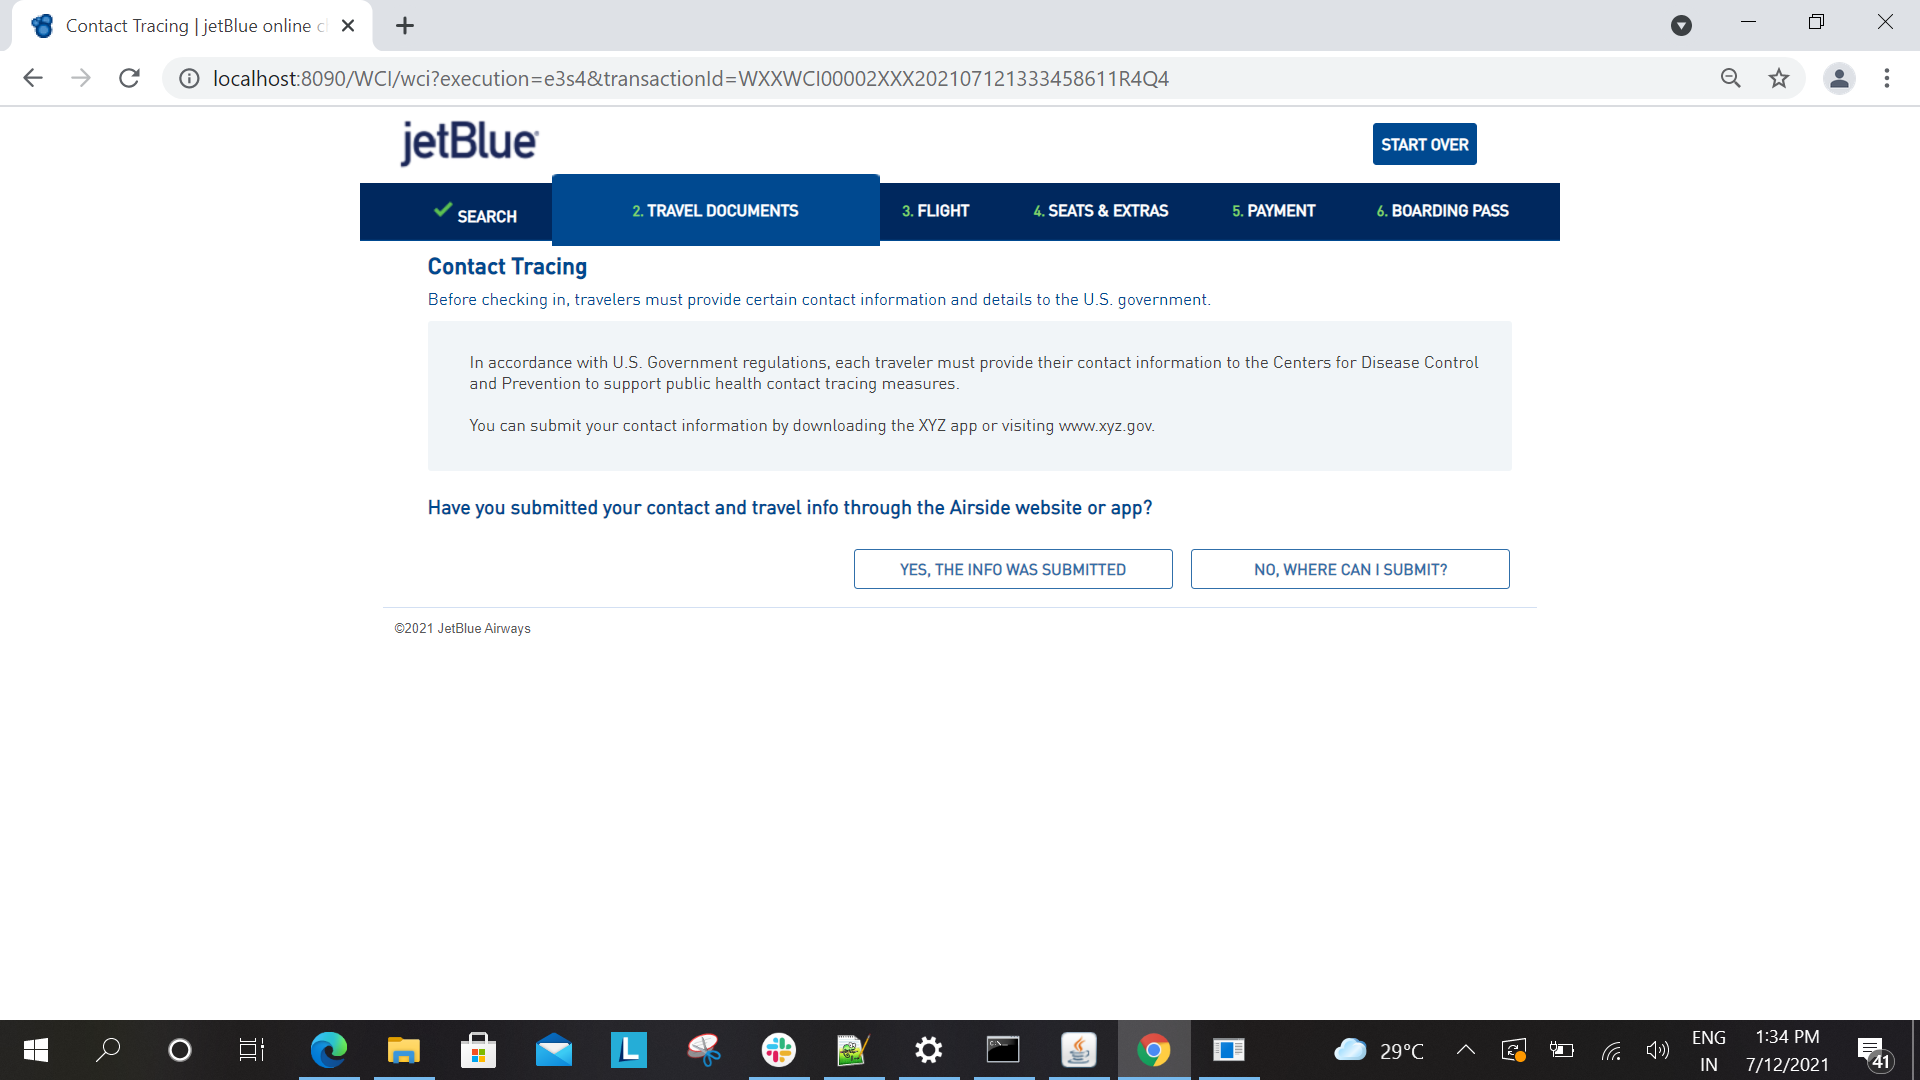 Contact Tracing | jetBlue online c
localhost:8090/WCI/wci?execution=e3s4&transactionId=WXXWCI00002XXX202107121333458611R4Q4
jetBlue
START OVER
SEARCH
2. TRAVEL DOCUMENTS
3. FLIGHT
4. SEATS & EXTRAS
5. PAYMENT
6. BOARDING PASS
Contact Tracing
Before checking in, travelers must provide certain contact information and details to the U.S. government.
In accordance with U.S. Government regulations, each traveler must provide their contact information to the Centers for Disease Control
and Prevention to support public health contact tracing measures.
You can submit your contact information by downloading the XYZ app or visiting www.xyz.gov.
Have you submitted your contact and travel info through the Airside website or app?
YES, THE INFO WAS SUBMITTED
NO, WHERE CAN I SUBMIT?
©2021 JetBlue Airways
L
29°C
ENG
IN
1:34 PM
7/12/2021
41